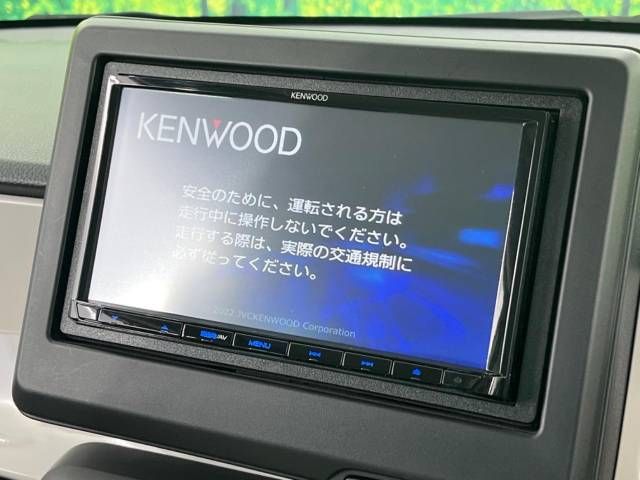 KENWOOD
KENWOOD
安全のために、運転される方は
走行中に操作しないでください。
走行する際は、実際の交通規制に
必ず従ってください。
2022 JVCKENWOOD Corporation
MENU